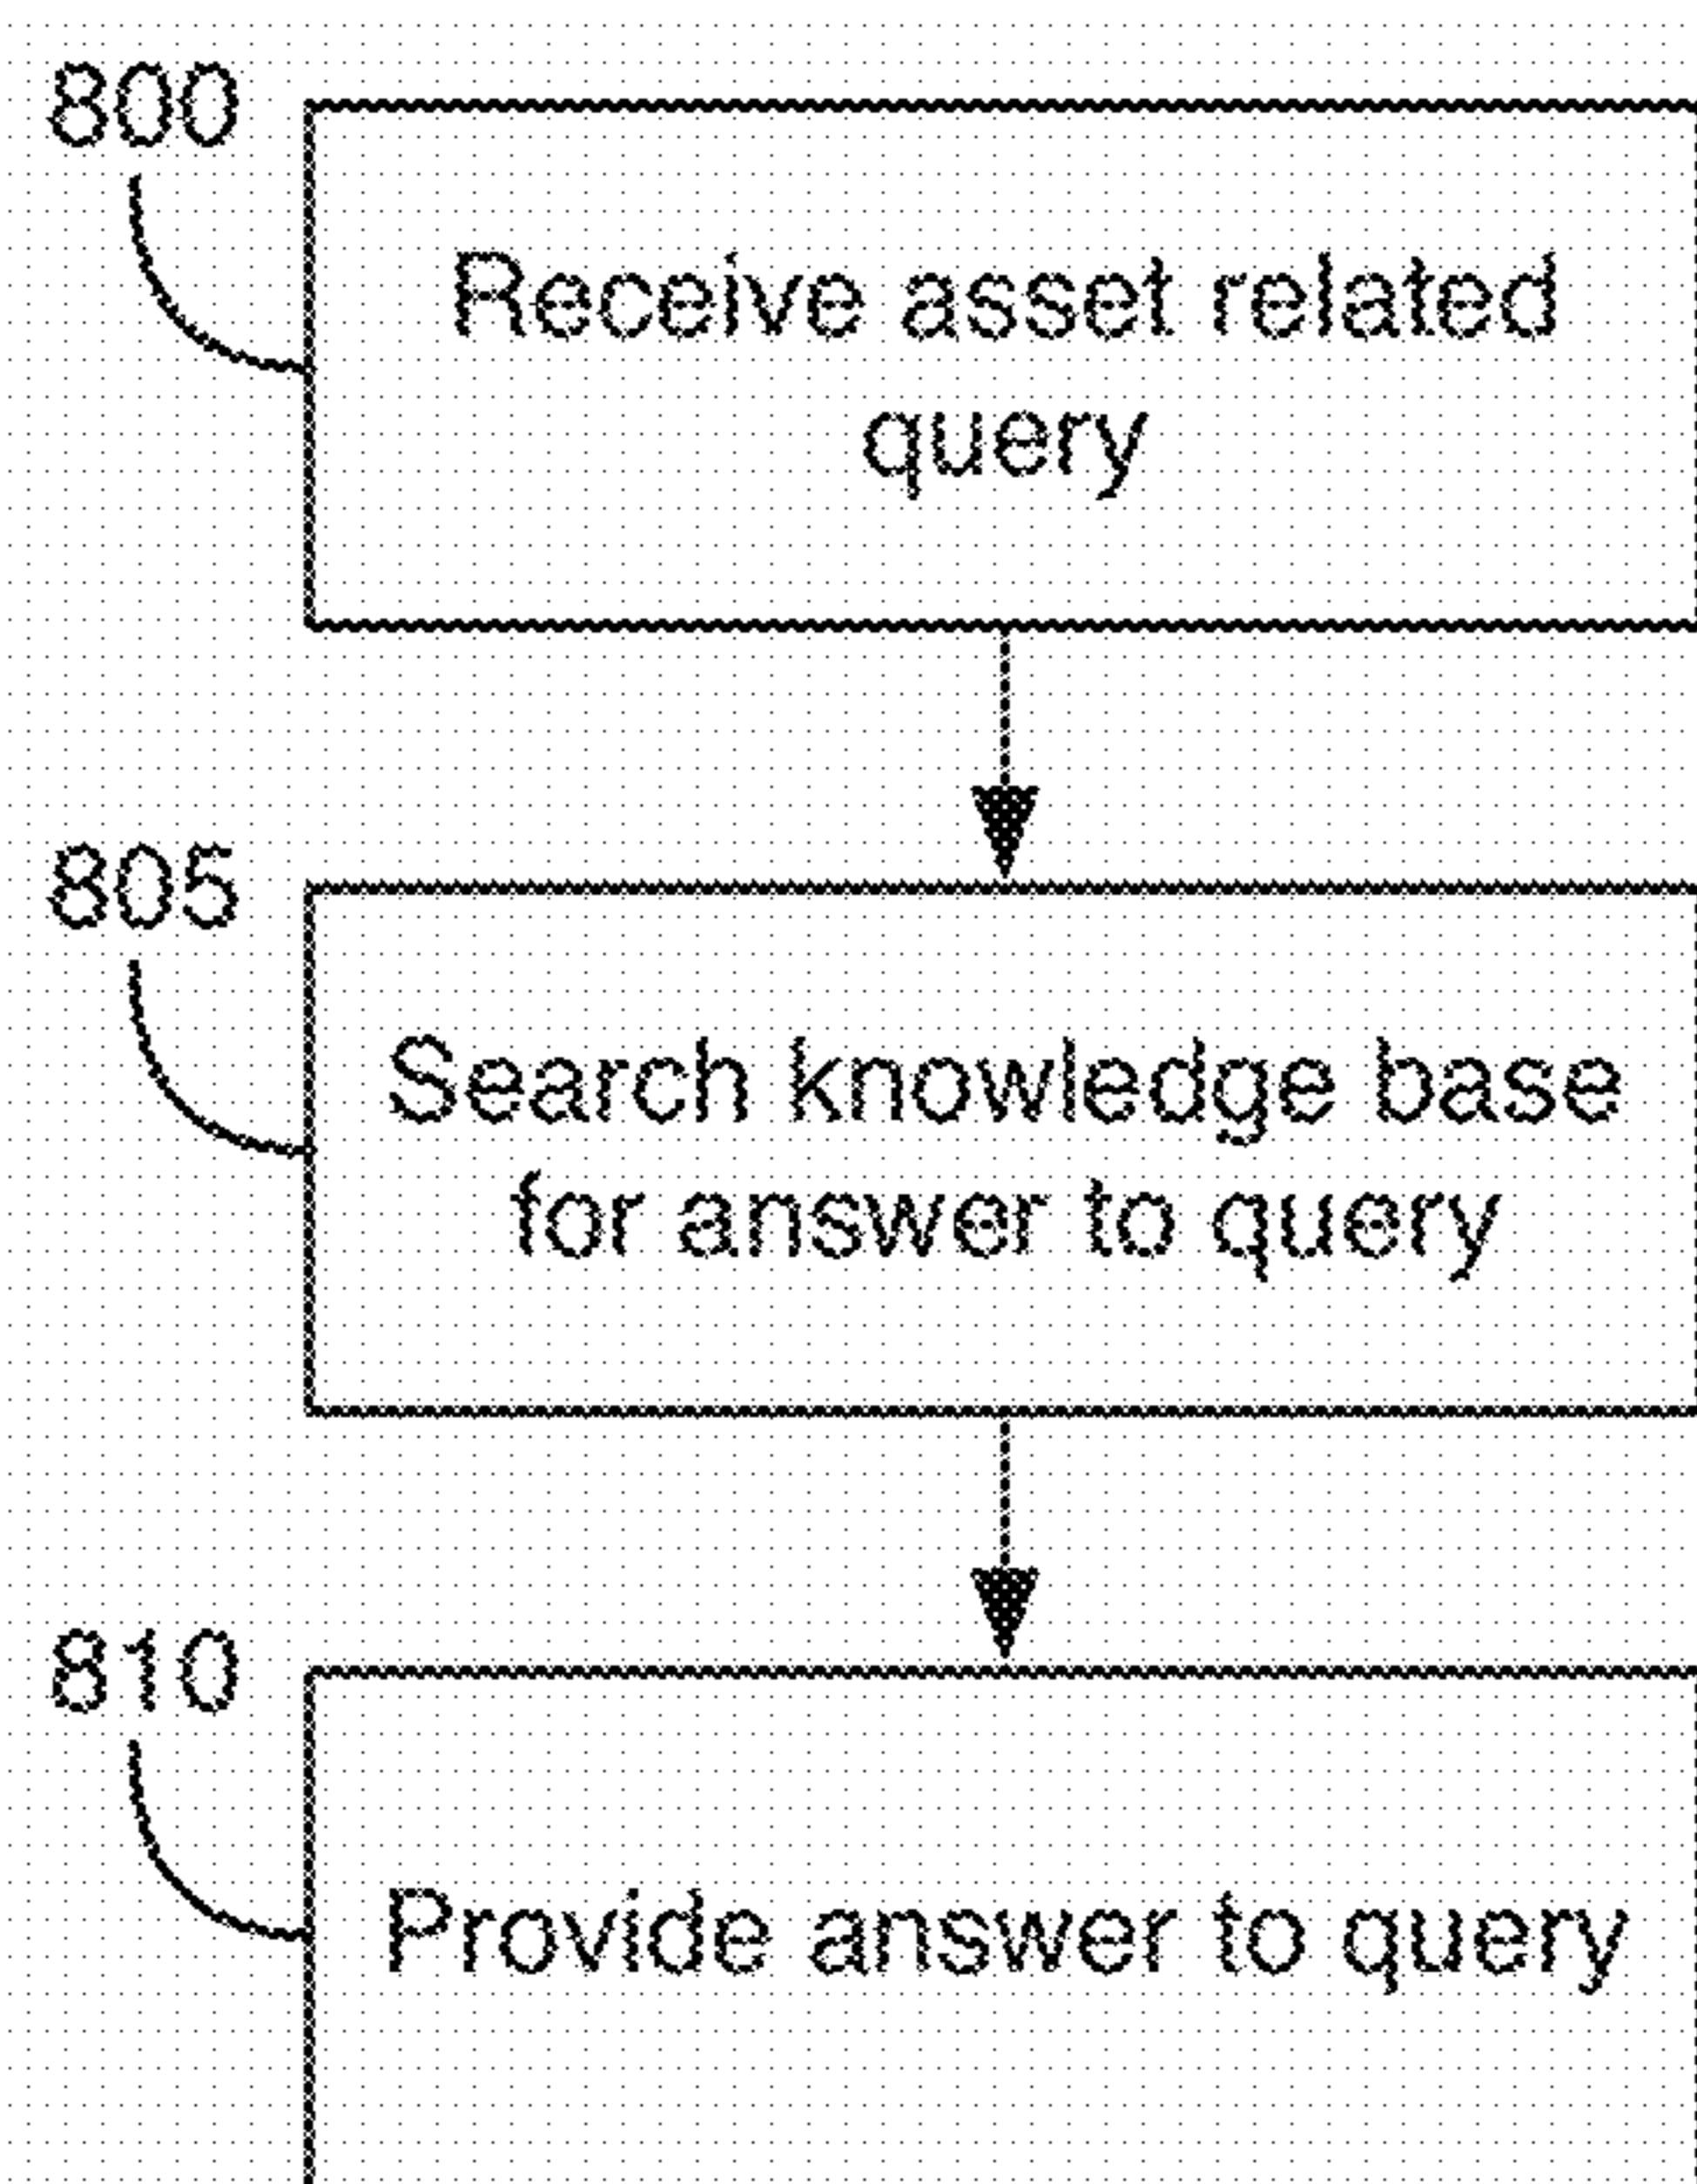 800
Receive asset related
query
805
Search knowledge base
for answer to query
810
Provide answer to query